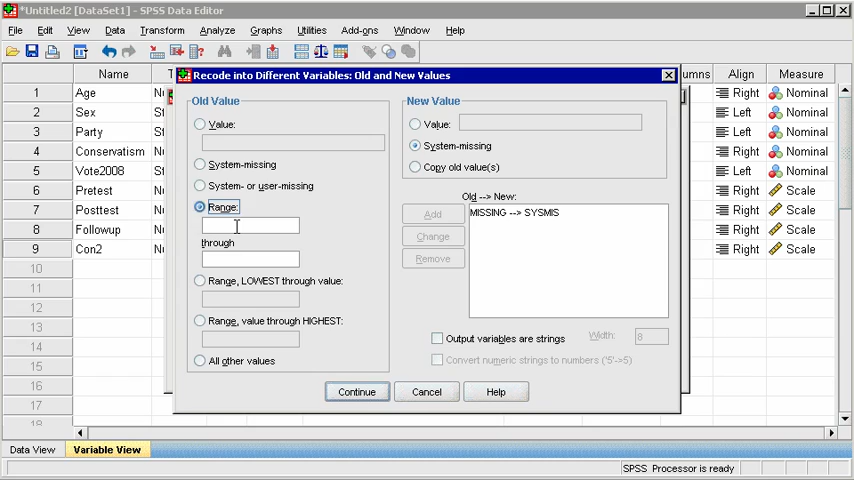 *Untitled2 [DataSet1] - SPSS Data Editor
File Edit View Data Transform Analyze Graphs Utilities Add-ons Window Help
Name
umns Align Measure
Recode into Different Variables: Old and New Values
1 Age Right Nominal
2 Sex Left Nominal
3 Party Left Nominal
4 Conservatism Right Nominal
5 Vote2008 Left Nominal
6 Pretest Right Scale
7 Posttest Right Scale
8 Followup Right Scale
9 Con2 Right Scale
10
11
12
13
14
15
16
17
18
Old Value
Value:
System-missing
System- or user-missing
Range:
through
Range, LOWEST through value:
Range, value through HIGHEST:
All other values
New Value
Value:
System-missing
Copy old value(s)
Old --> New:
Add
Change
Remove
MISSING --> SYSMIS
Output variables are strings Width: 8
Convert numeric strings to numbers ('5'->5)
Continue Cancel Help
Data View Variable View
SPSS Processor is ready